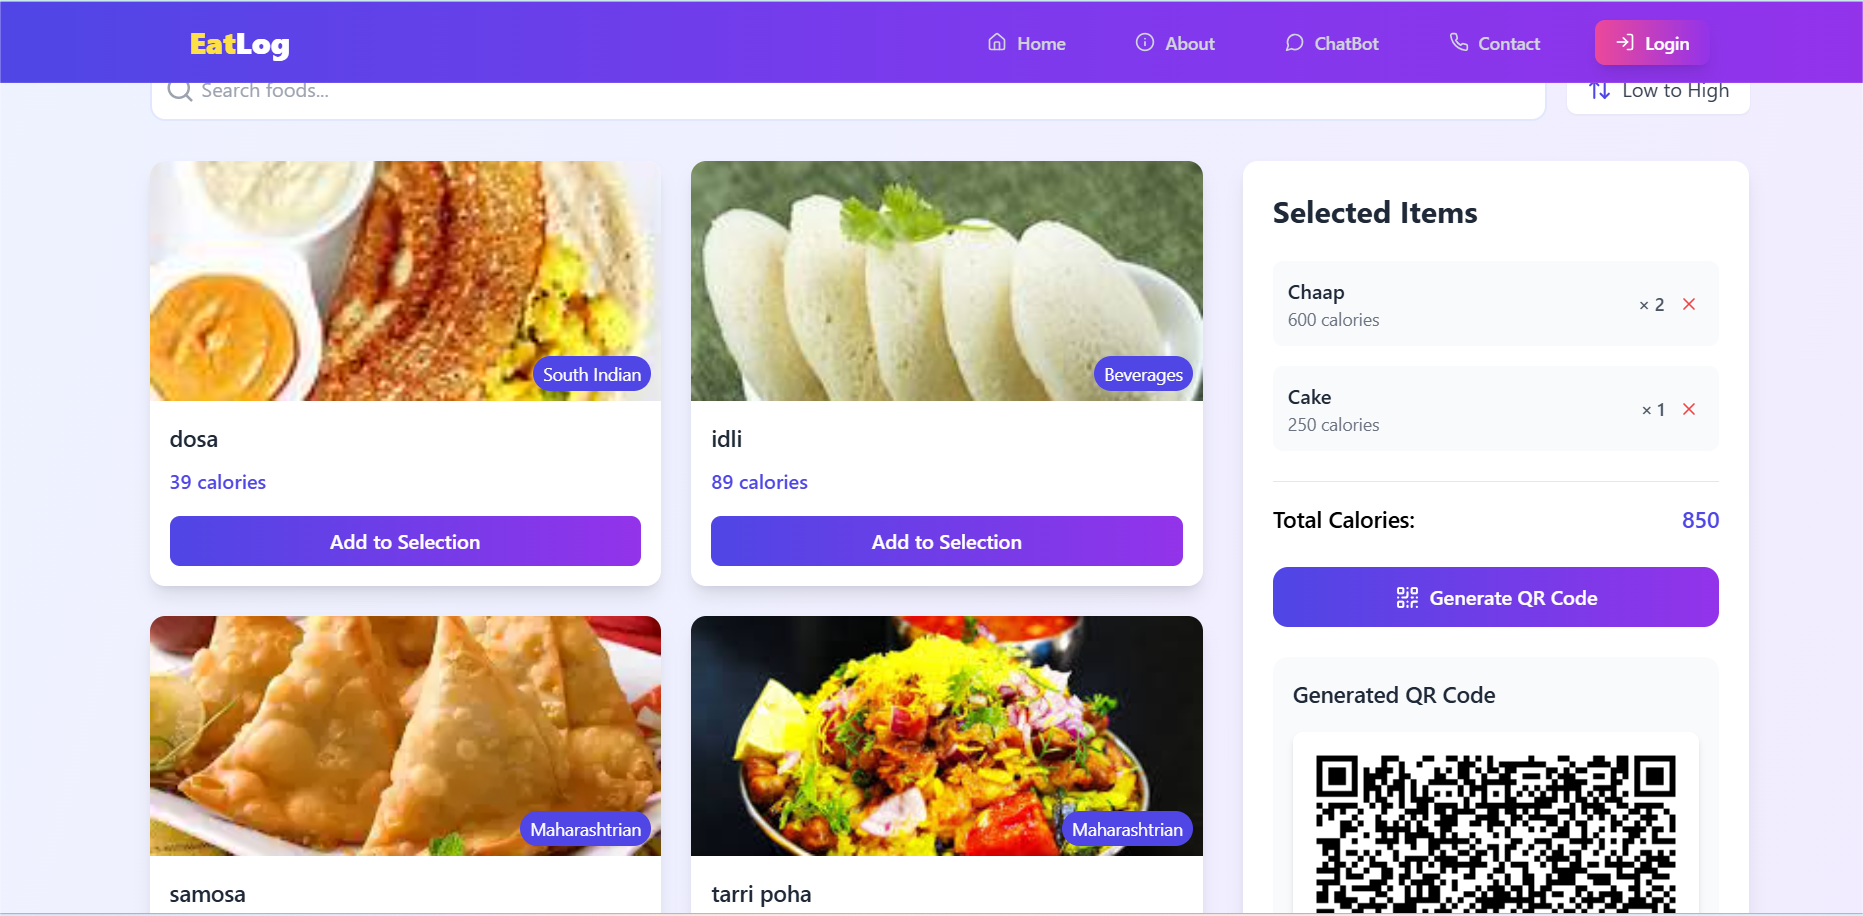 EatLog
Home
About
ChatBot
Contact
Login
Search foods...
Low to High
South Indian
dosa
39 calories
Add to Selection
Beverages
idli
89 calories
Add to Selection
Maharashtrian
samosa
Maharashtrian
tarri poha
Selected Items
Chaap
600 calories
× 2
Cake
250 calories
× 1
Total Calories:
850
Generate QR Code
Generated QR Code